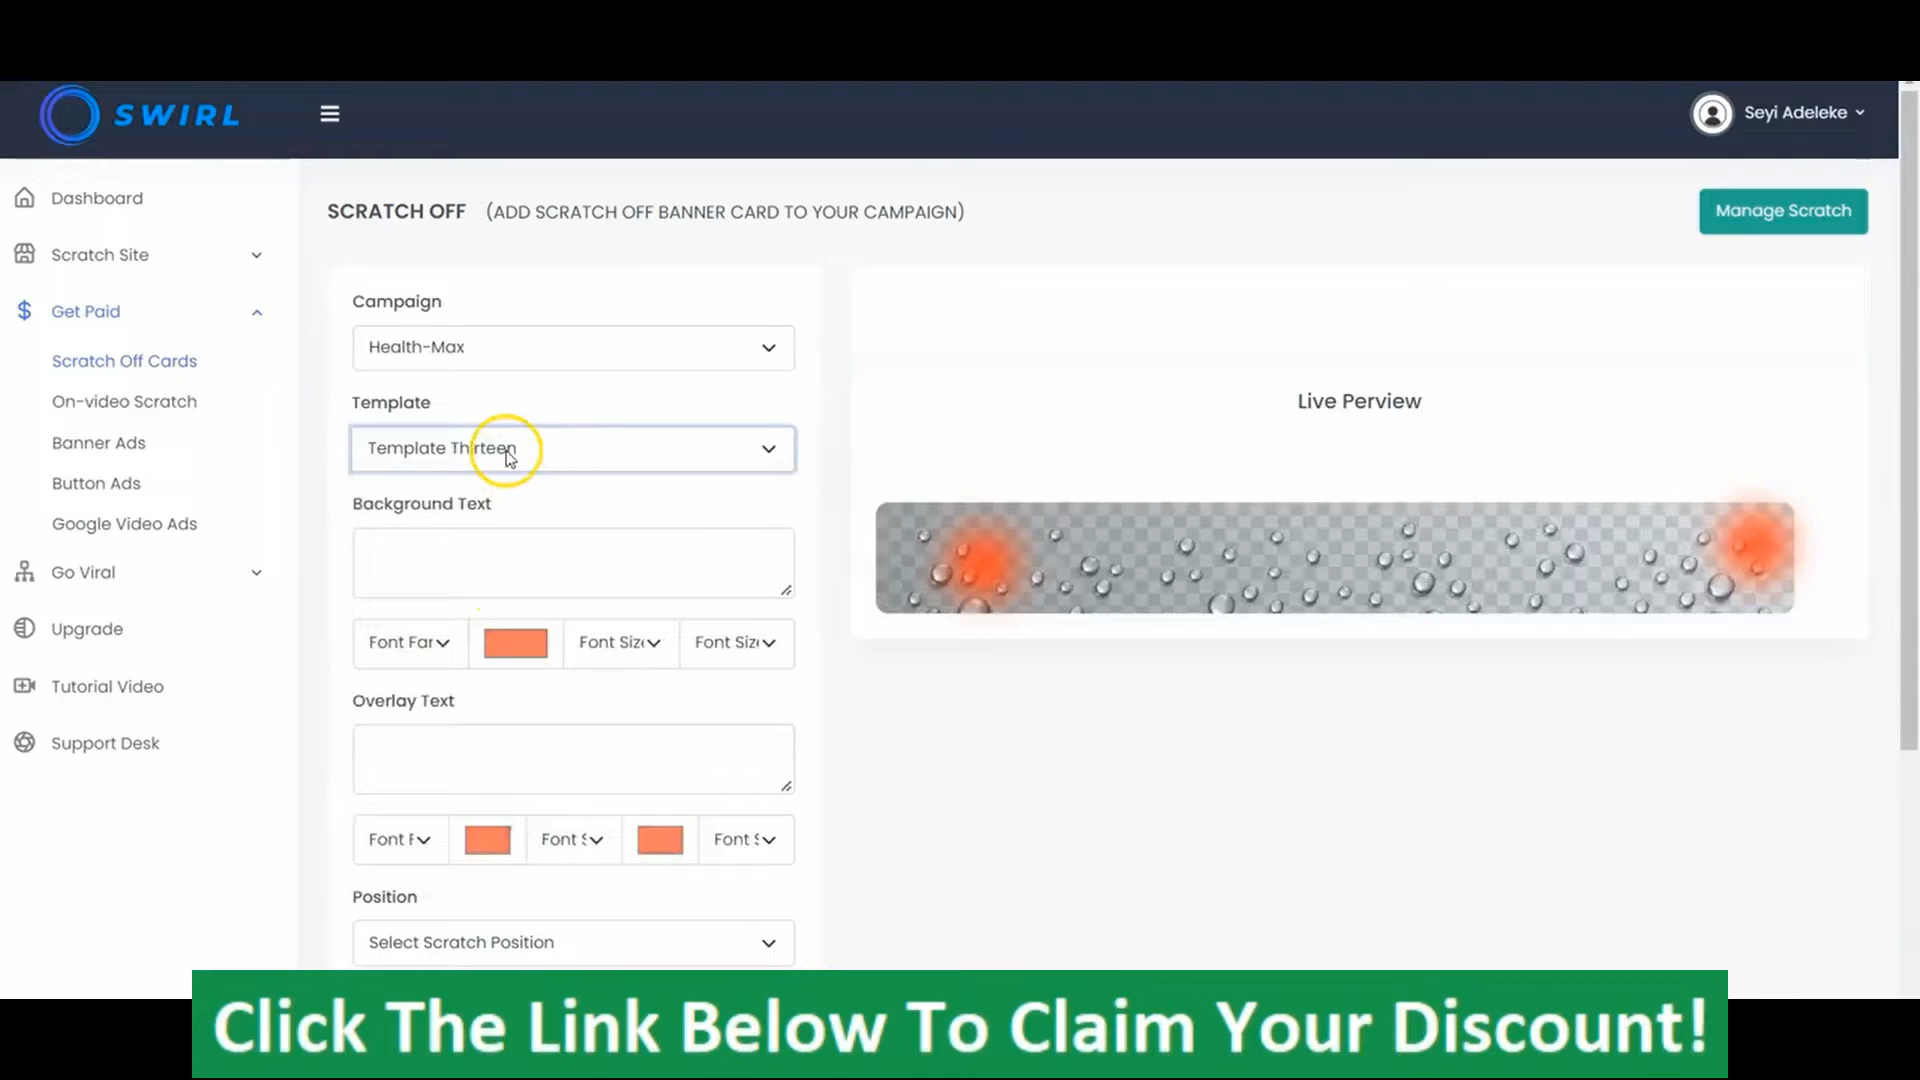 SWIRL
Seyi Adeleke
Dashboard
Scratch Site
Get Paid
Scratch Off Cards
On-video Scratch
Banner Ads
Button Ads
Google Video Ads
Go Viral
Upgrade
Tutorial Video
Support Desk
SCRATCH OFF (ADD SCRATCH OFF BANNER CARD TO YOUR CAMPAIGN)
Manage Scratch
Campaign
Health-Max
Template
Template Thirteen
Background Text
Font Far
Font Siz
Font Siz
Overlay Text
Font F
Font S
Font S
Position
Select Scratch Position
Live Perview
Click The Link Below To Claim Your Discount!